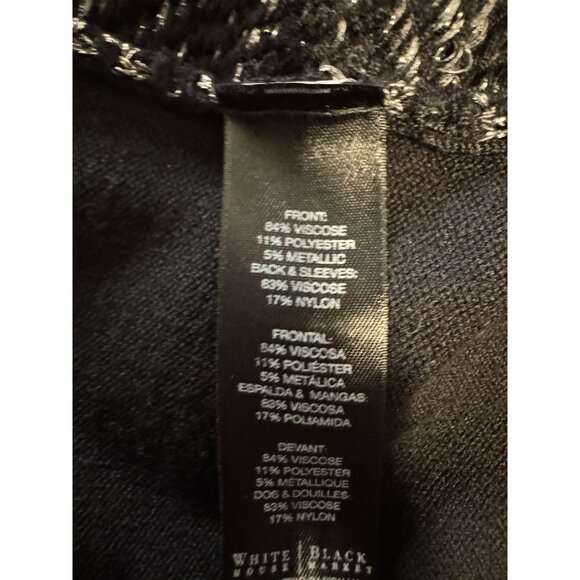 FRONT:
84% VISCOSE
11% POLYESTER
5% METALLIC
BACK & SLEEVES:
83% VISCOSE
17% NYLON
FRONTAL:
84% VISCOSA
11% POLIÉSTER
5% METÁLICA
ESPALDA & MANGAS:
83% VISCOSA
17% POLIAMIDA
DEVANT:
84% VISCOSE
11% POLYESTER
5% MÉTALLIQUE
DOS & DOUILLES:
83% VISCOSE
17% NYLON
WHITE | BLACK
HOUSE | MARKET